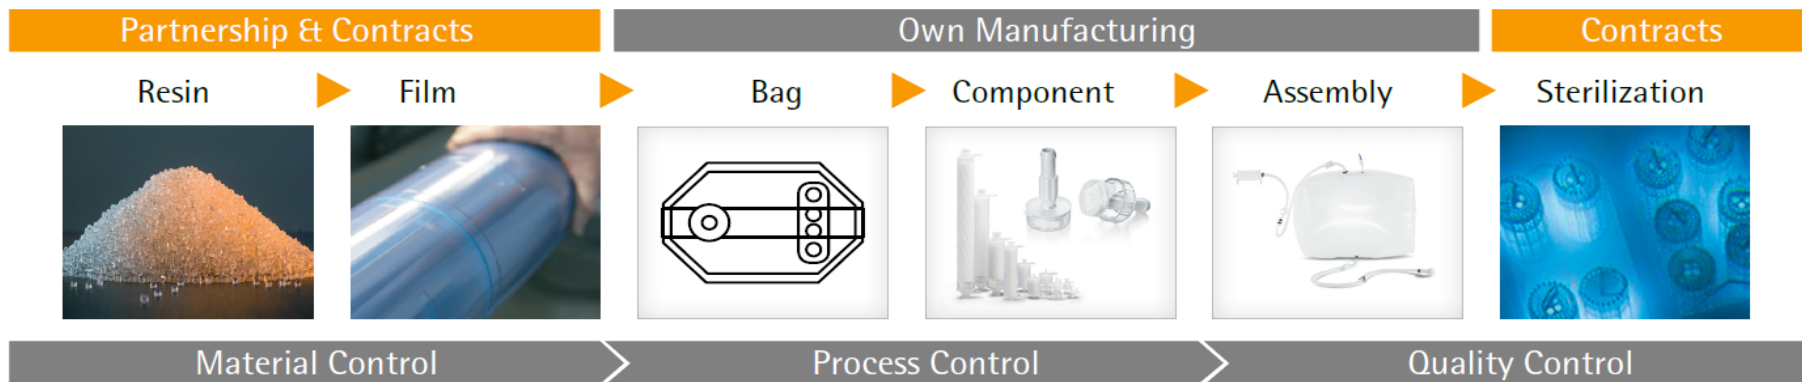 Partnership & Contracts
Own Manufacturing
Contracts
Resin
Film
Bag
Component
Assembly
Sterilization
Material Control
Process Control
Quality Control